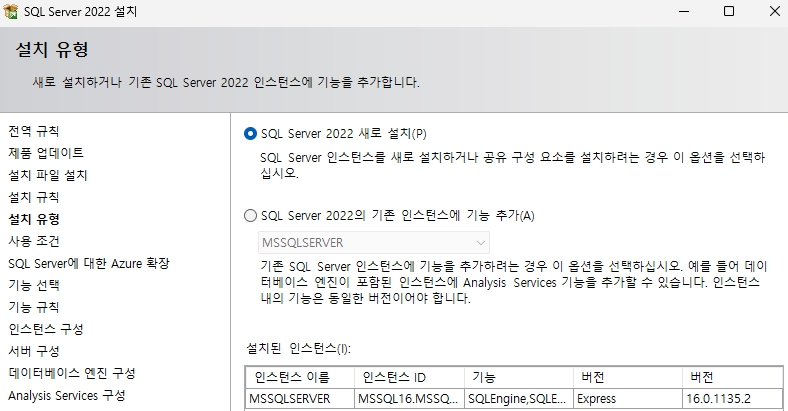 SQL Server 2022 설치
설치 유형
새로 설치하거나 기존 SQL Server 2022 인스턴스에 기능을 추가합니다.
전역 규칙
제품 업데이트
설치 파일 설치
설치 규칙
설치 유형
사용 조건
SQL Server에 대한 Azure 확장
기능 선택
기능 규칙
인스턴스 구성
서버 구성
데이터베이스 엔진 구성
Analysis Services 구성
SQL Server 2022 새로 설치(P)
SQL Server 인스턴스를 새로 설치하거나 공유 구성 요소를 설치하려는 경우 이 옵션을 선택하
십시오.
SQL Server 2022의 기존 인스턴스에 기능 추가(A)
MSSQLSERVER
기존 SQL Server 인스턴스에 기능을 추가하려는 경우 이 옵션을 선택하십시오. 예를 들어 데이
터베이스 엔진이 포함된 인스턴스에 Analysis Services 기능을 추가할 수 있습니다. 인스턴스
내의 기능은 동일한 버전이어야 합니다.
설치된 인스턴스(I):
인스턴스 이름 인스턴스 ID 기능 버전 버전
MSSQLSERVER MSSQL16.MSSQ... SQLEngine,SQLE... Express 16.0.1135.2